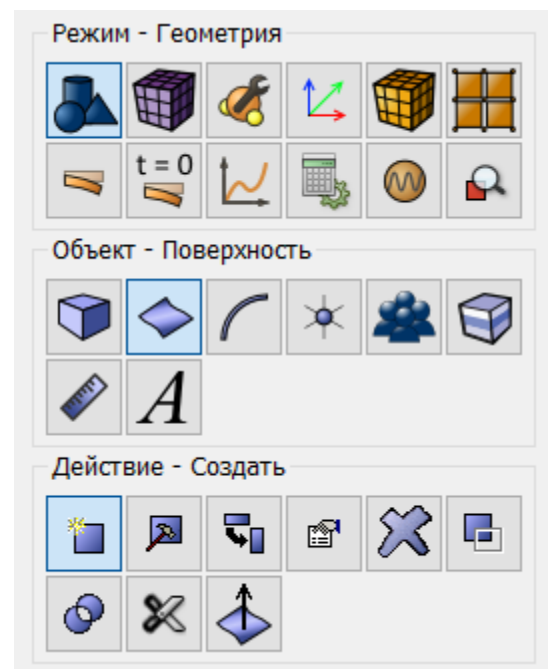 Режим - Геометрия
t = 0
Объект - Поверхность
A
Действие - Создать